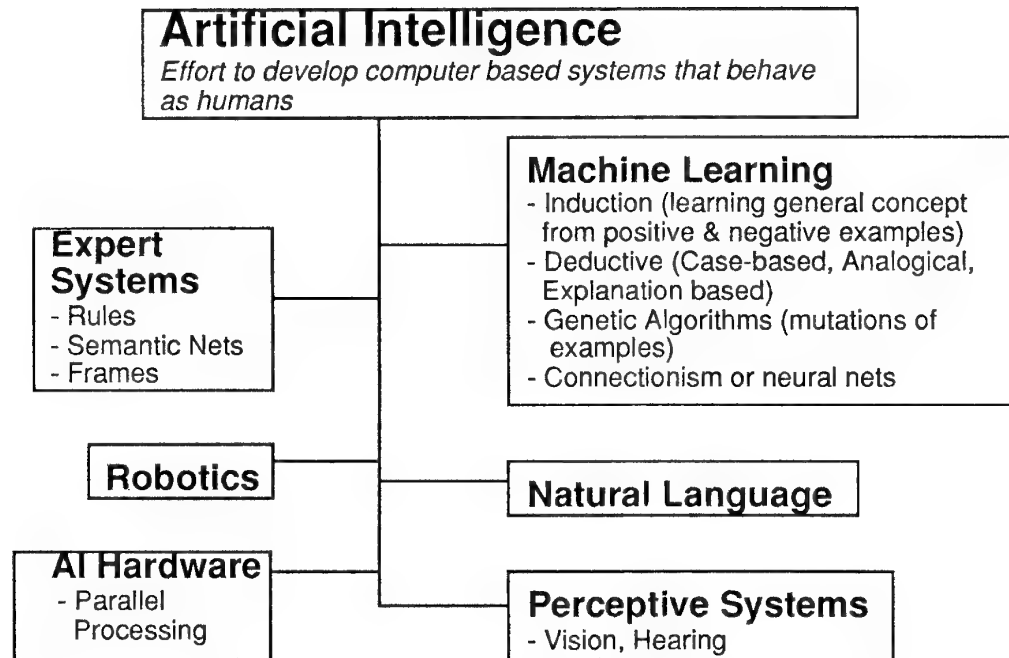 Artificial Intelligence
Effort to develop computer based systems that behave
as humans
Expert
Systems
- Rules
- Semantic Nets
- Frames
Machine Learning
- Induction (learning general concept
from positive & negative examples)
- Deductive (Case-based, Analogical,
Explanation based)
- Genetic Algorithms (mutations of
examples)
- Connectionism or neural nets
Robotics
Natural Language
AI Hardware
- Parallel
Processing
Perceptive Systems
- Vision, Hearing